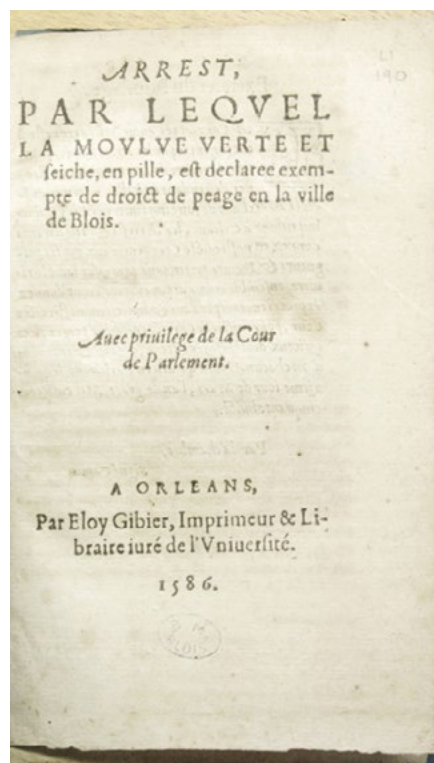 ARREST,
PAR LEQVEL
LA MOVLVE VERTE ET
seiche, en pille, est declaree exem-
pte de droict de peage en la ville
de Blois.
Auec priuilege de la Cour
de Parlement.
A ORLEANS,
Par Eloy Gibier, Imprimeur & Li-
braire iuré de l'Vniuersité.
1586.
LI
190